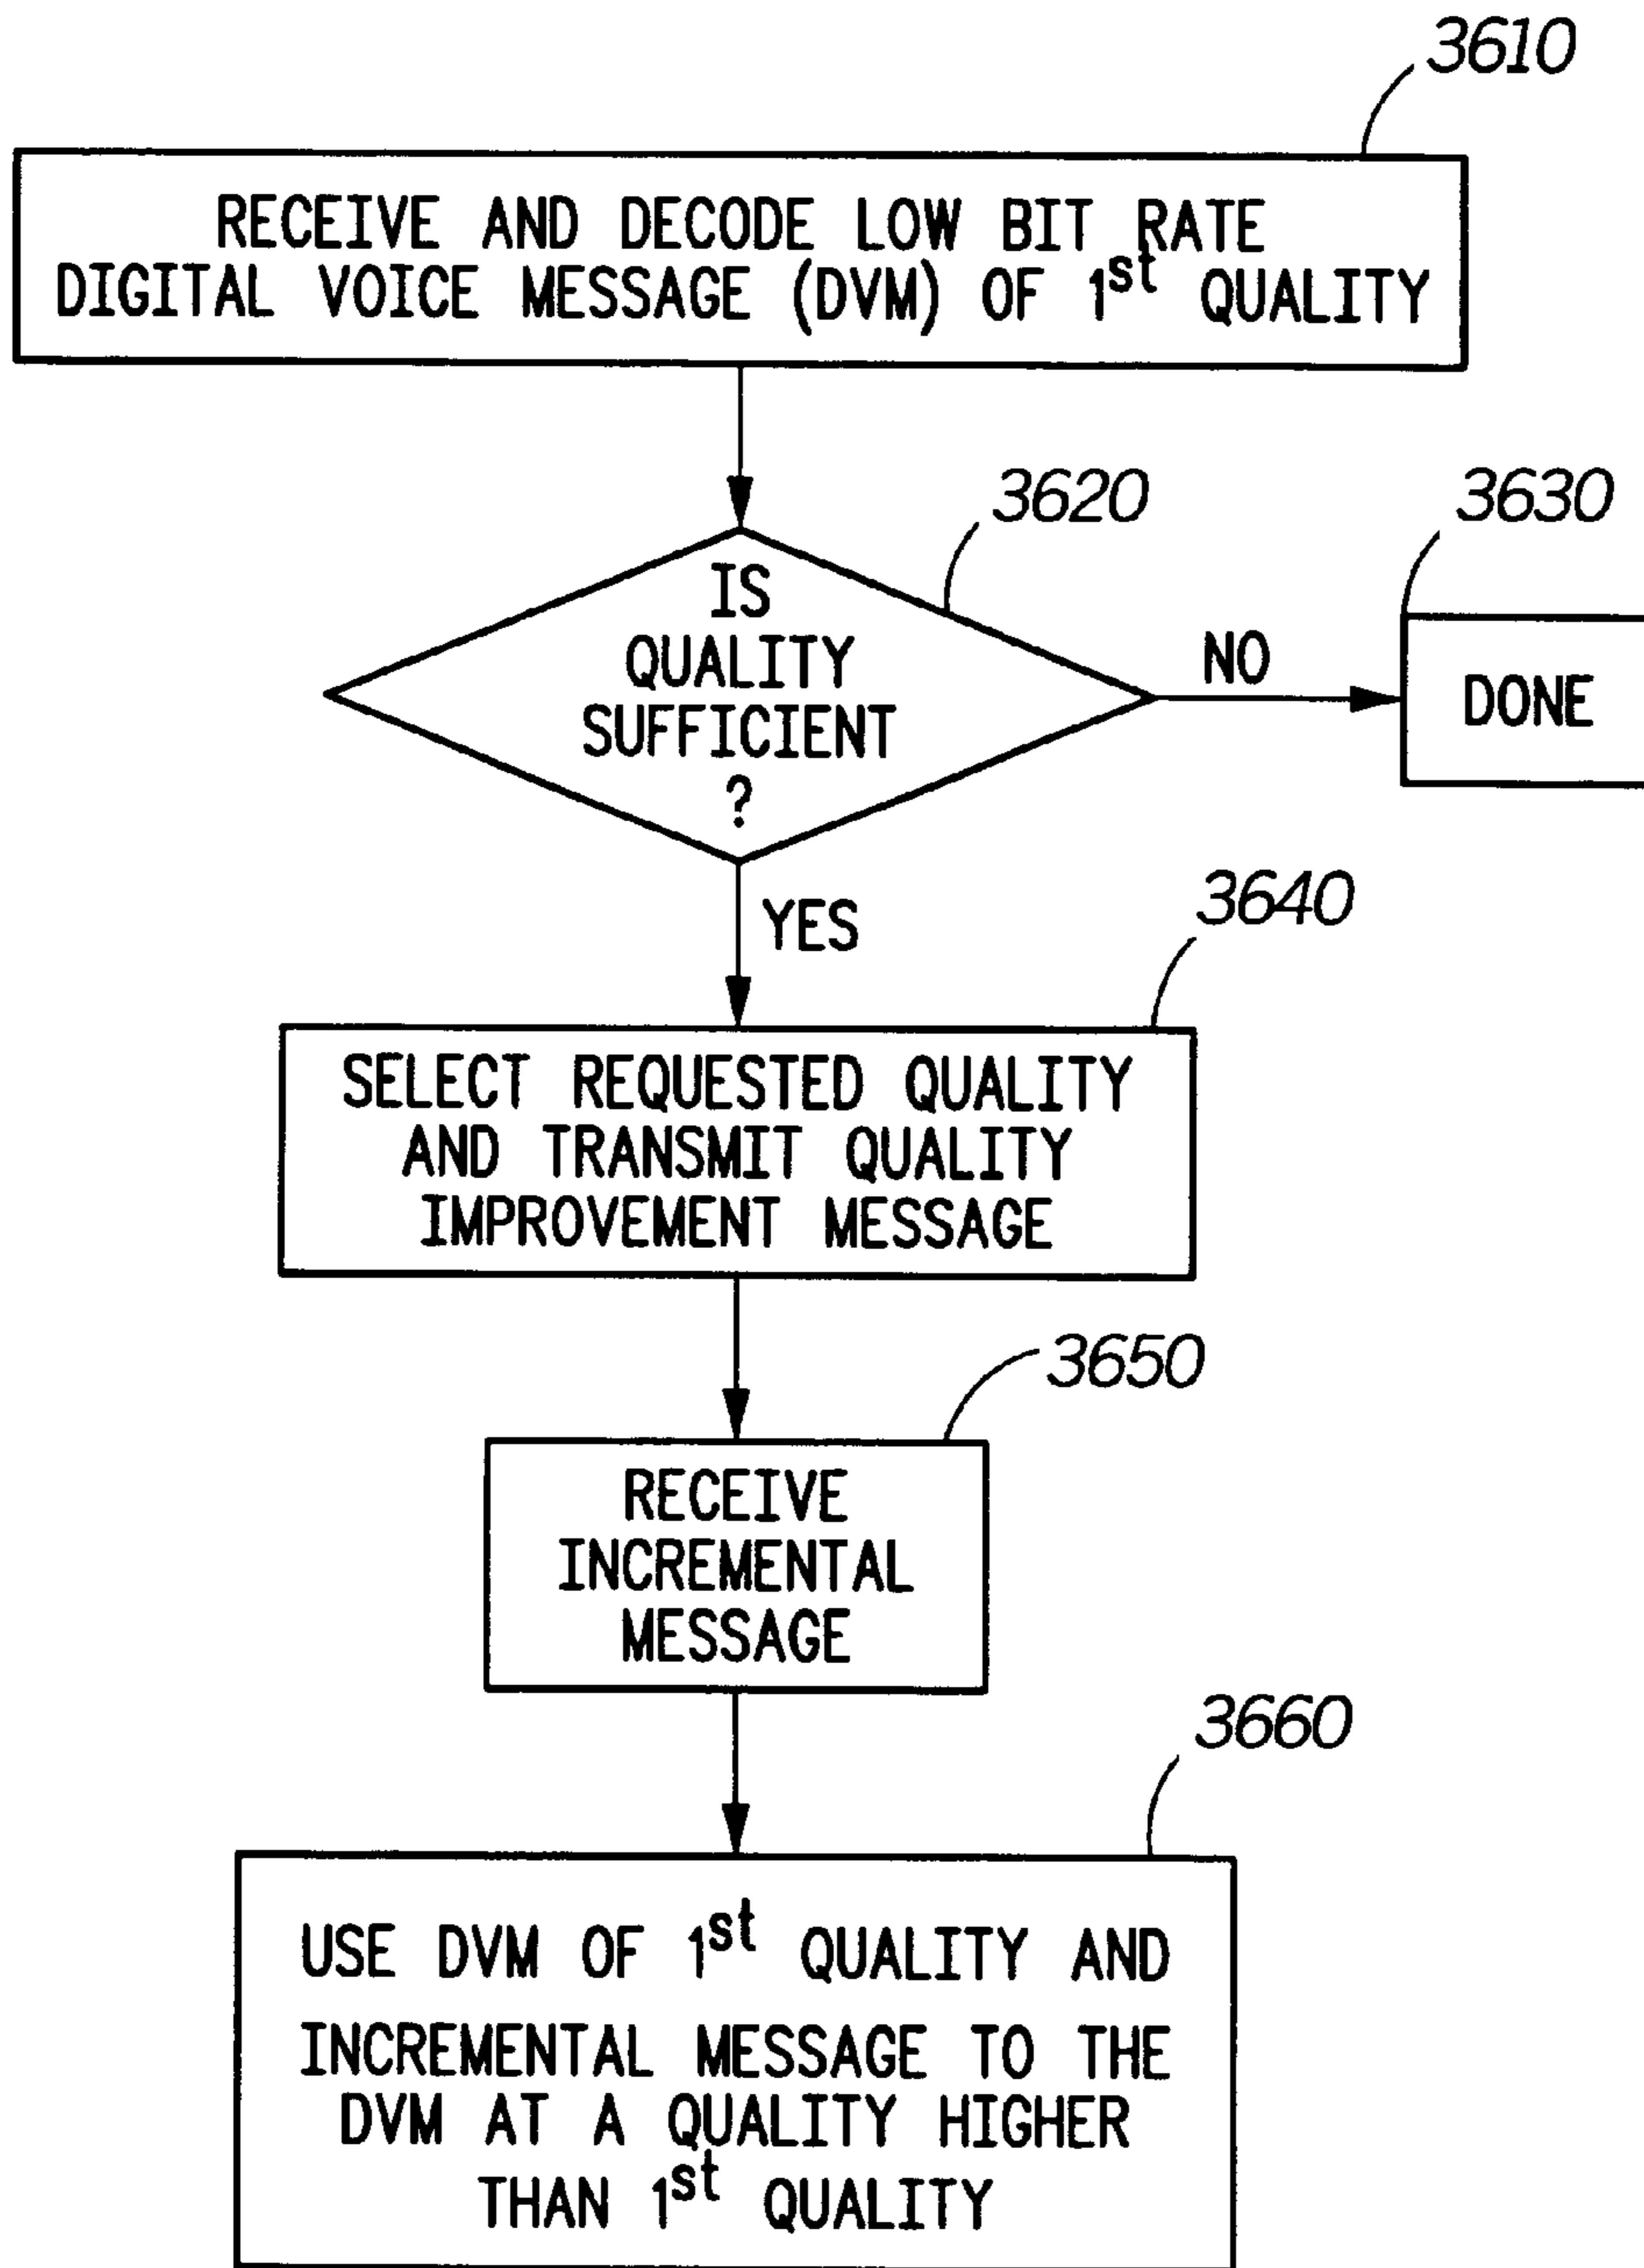 3610
RECEIVE AND DECODE LOW BIT RATE
DIGITAL VOICE MESSAGE (DVM) OF 1st QUALITY
3620
3630
IS
QUALITY
SUFFICIENT
?
NO
DONE
YES
3640
SELECT REQUESTED QUALITY
AND TRANSMIT QUALITY
IMPROVEMENT MESSAGE
3650
RECEIVE
INCREMENTAL
MESSAGE
3660
USE DVM OF 1st QUALITY AND
INCREMENTAL MESSAGE TO THE
DVM AT A QUALITY HIGHER
THAN 1st QUALITY